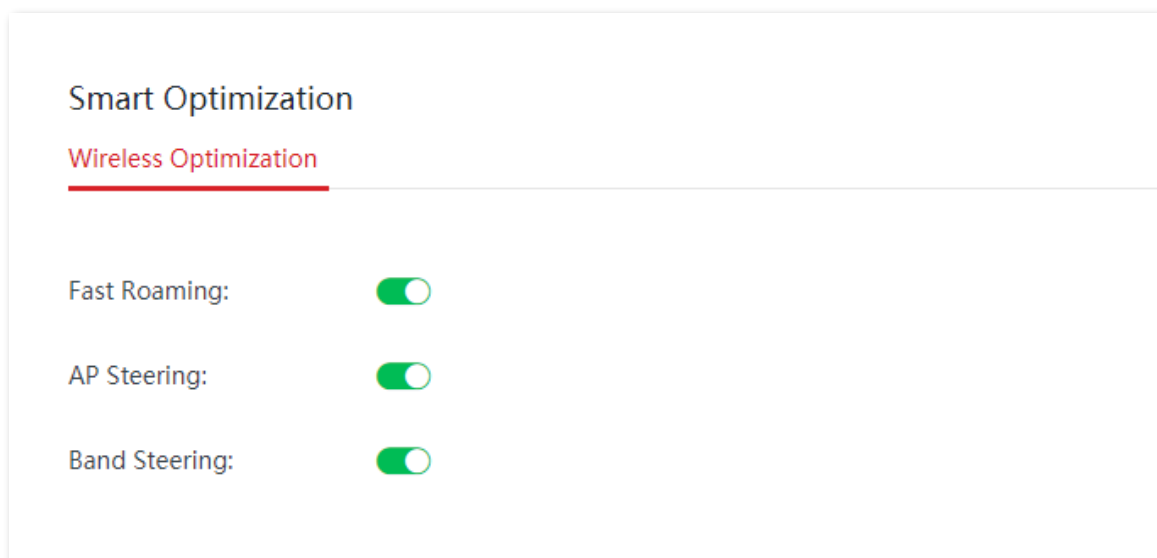 Smart Optimization
Wireless Optimization
Fast Roaming:
AP Steering:
Band Steering: